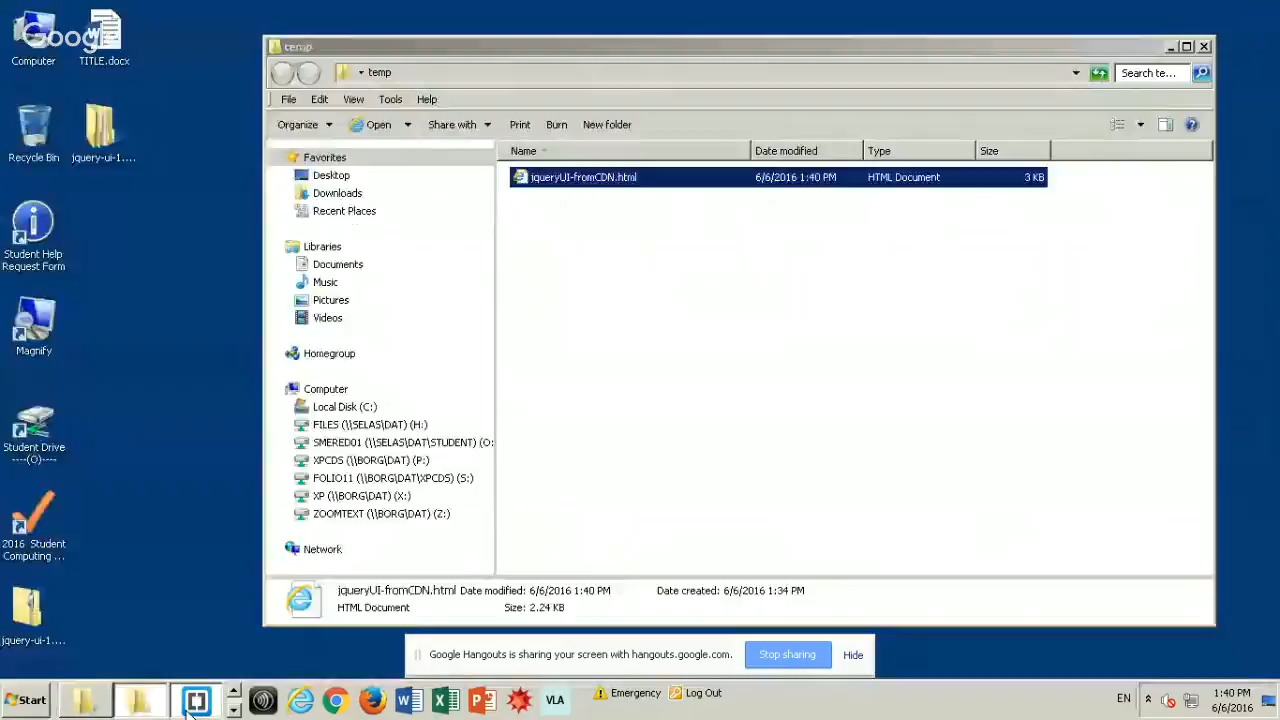 Google
Computer
TITLE.docx
Recycle Bin
jquery-ui-1....
Student Help
Request Form
Magnify
Student Drive
----(O)----
2016 Student
Computing ...
jquery-ui-1....
temp
temp
Search te...
File Edit View Tools Help
Organize Open Share with Print Burn New folder
Name Date modified Type Size
jqueryUI-fromCDN.html 6/6/2016 1:40 PM HTML Document 3 KB
Favorites
Desktop
Downloads
Recent Places
Libraries
Documents
Music
Pictures
Videos
Homegroup
Computer
Local Disk (C:)
FILES (\\SELAS\DAT) (H:)
SMERED01 (\\SELAS\DAT\STUDENT) (O:
XPCDS (\\BORG\DAT) (P:)
FOLIO11 (\\BORG\DAT\XPCDS) (S:)
XP (\\BORG\DAT) (X:)
ZOOMTEXT (\\BORG\DAT) (Z:)
Network
jqueryUI-fromCDN.html Date modified: 6/6/2016 1:40 PM Date created: 6/6/2016 1:34 PM
HTML Document Size: 2.24 KB
Google Hangouts is sharing your screen with hangouts.google.com. Stop sharing Hide
Start VLA Emergency Log Out EN 1:40 PM
6/6/2016